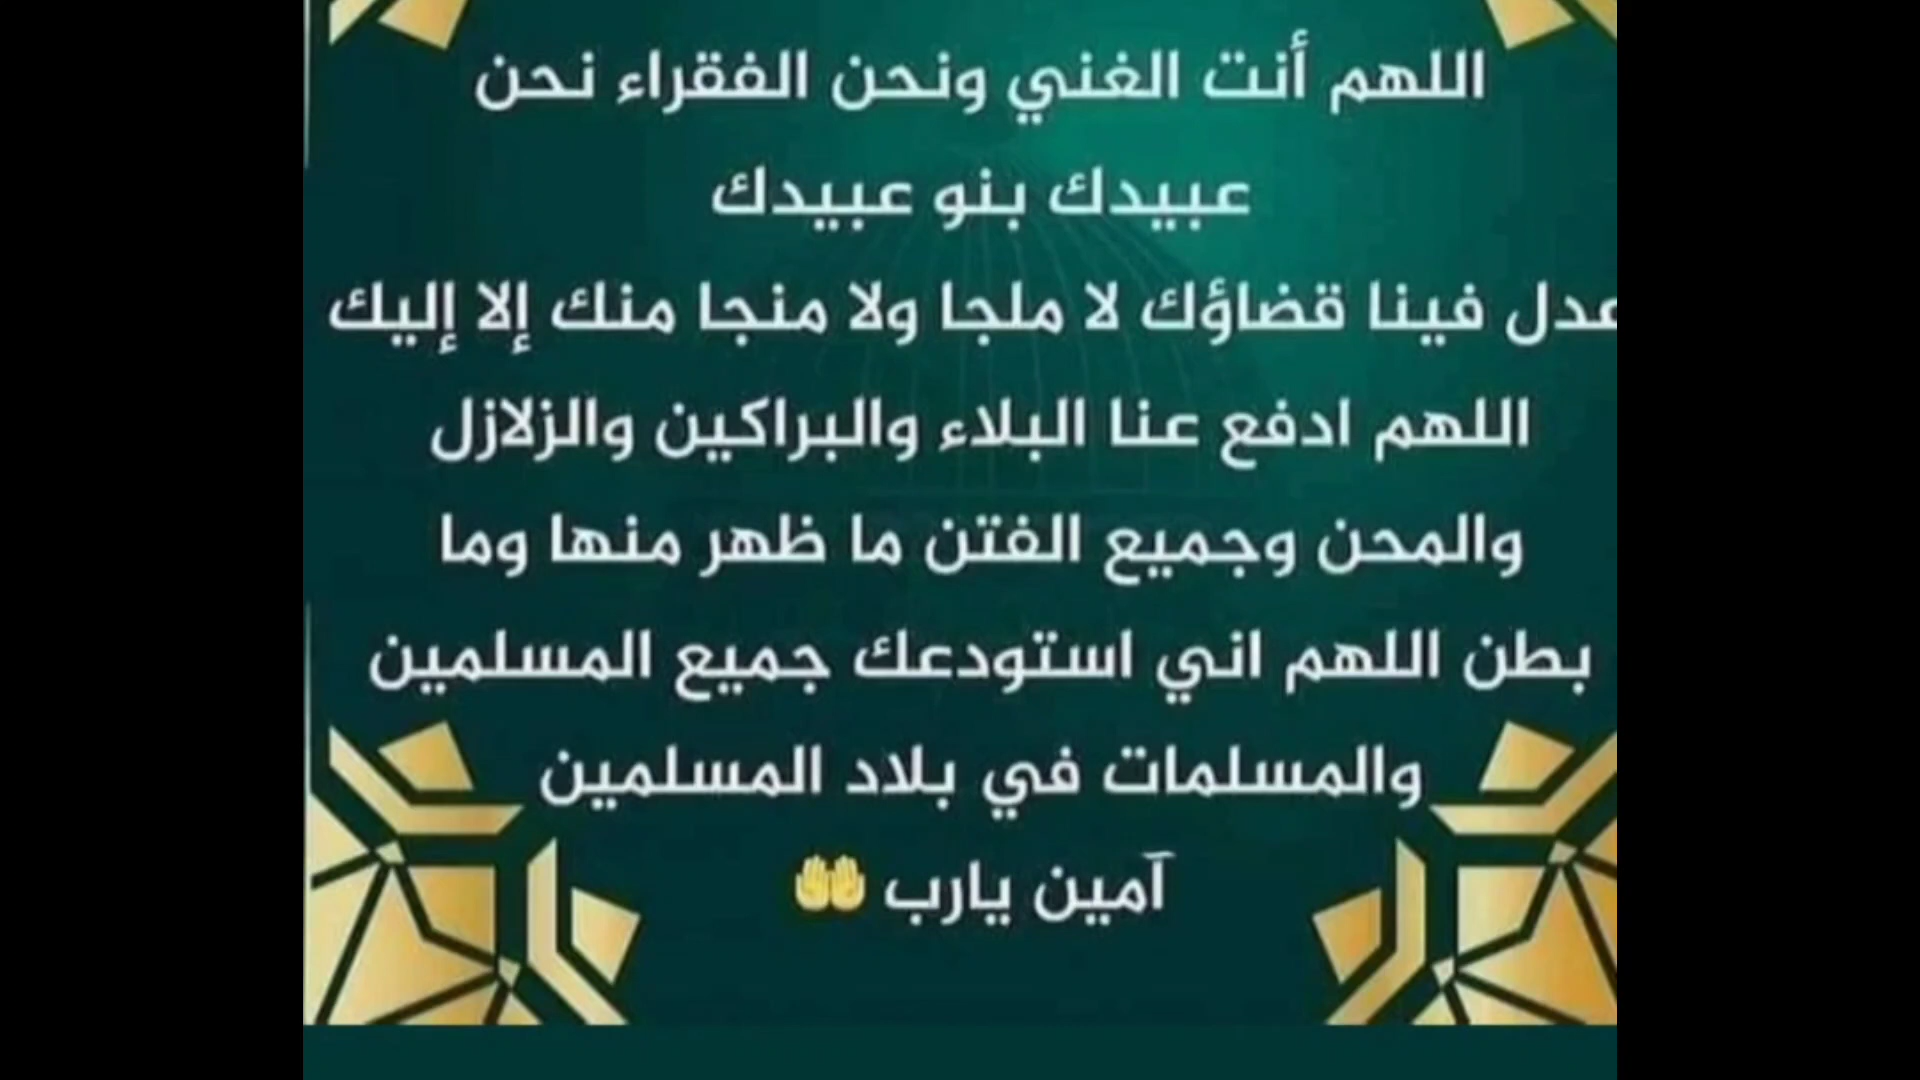 اللهم أنت الغني ونحن الفقراء نحن
عبيدك بنو عبيدك
عدل فينا قضاؤك لا ملجا ولا منجا منك إلا إليك
اللهم ادفع عنا البلاء والبراكين والزلازل
والمحن وجميع الفتن ما ظهر منها وما
بطن اللهم اني استودعك جميع المسلمين
والمسلمات في بلاد المسلمين
آمين يارب 🤲